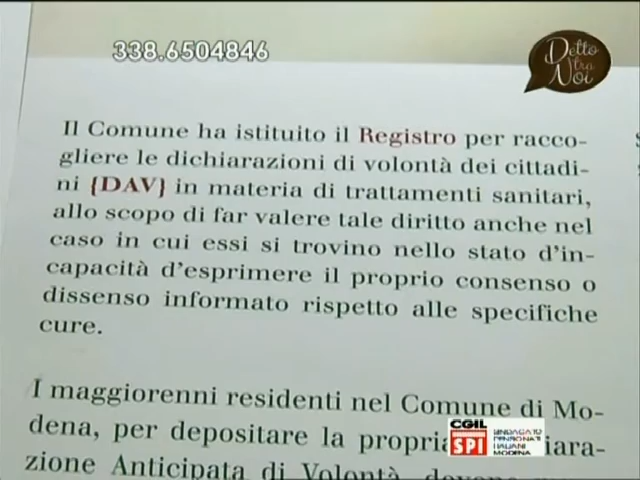 338.6504846
Detto
tra
Noi
Il Comune ha istituito il Registro per racco-
gliere le dichiarazioni di volontà dei cittadi-
ni {DAV} in materia di trattamenti sanitari,
allo scopo di far valere tale diritto anche nel
caso in cui essi si trovino nello stato d'in-
capacità d'esprimere il proprio consenso o
dissenso informato rispetto alle specifiche
cure.
I maggiorenni residenti nel Comune di Mo-
dena, per depositare la propria iara-
zione Anticipata di Volontà,
CGIL
SPI
SINDACATO
PENSIONATI
ITALIANI
MODENA